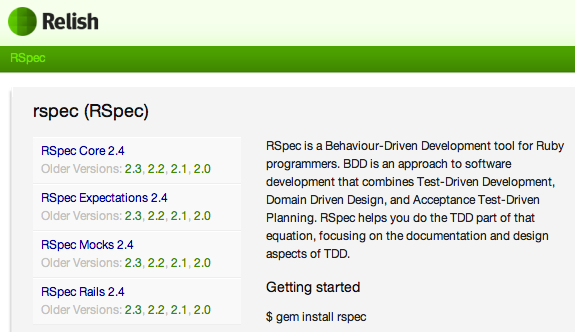 Relish
RSpec
rspec (RSpec)
RSpec Core 2.4
Older Versions: 2.3, 2.2, 2.1, 2.0
RSpec Expectations 2.4
Older Versions: 2.3, 2.2, 2.1, 2.0
RSpec Mocks 2.4
Older Versions: 2.3, 2.2, 2.1, 2.0
RSpec Rails 2.4
Older Versions: 2.3, 2.2, 2.1, 2.0
RSpec is a Behaviour-Driven Development tool for Ruby
programmers. BDD is an approach to software
development that combines Test-Driven Development,
Domain Driven Design, and Acceptance Test-Driven
Planning. RSpec helps you do the TDD part of that
equation, focusing on the documentation and design
aspects of TDD.
Getting started
$ gem install rspec